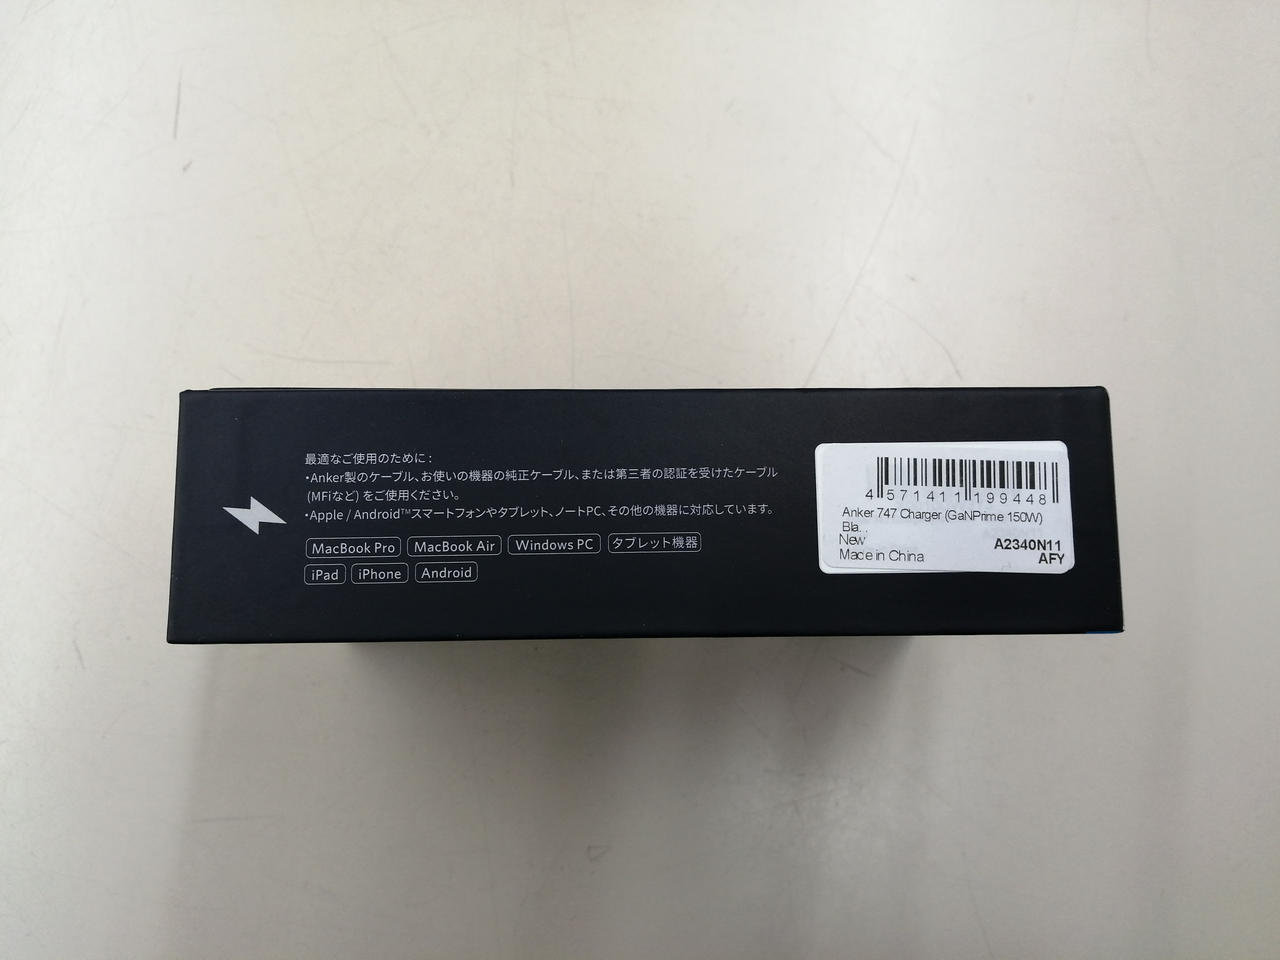 最適なご使用のために:
・Anker製のケーブル、お使いの機器の純正ケーブル、または第三者の認証を受けたケーブル
(MFiなど) をご使用ください。
・Apple / Android™スマートフォンやタブレット、ノートPC、その他の機器に対応しています。
MacBook Pro MacBook Air Windows PC タブレット機器
iPad iPhone Android
4 571411 199448
Anker 747 Charger (GaNPrime 150W)
Bla...
New
A2340N11
Made in China
AFY